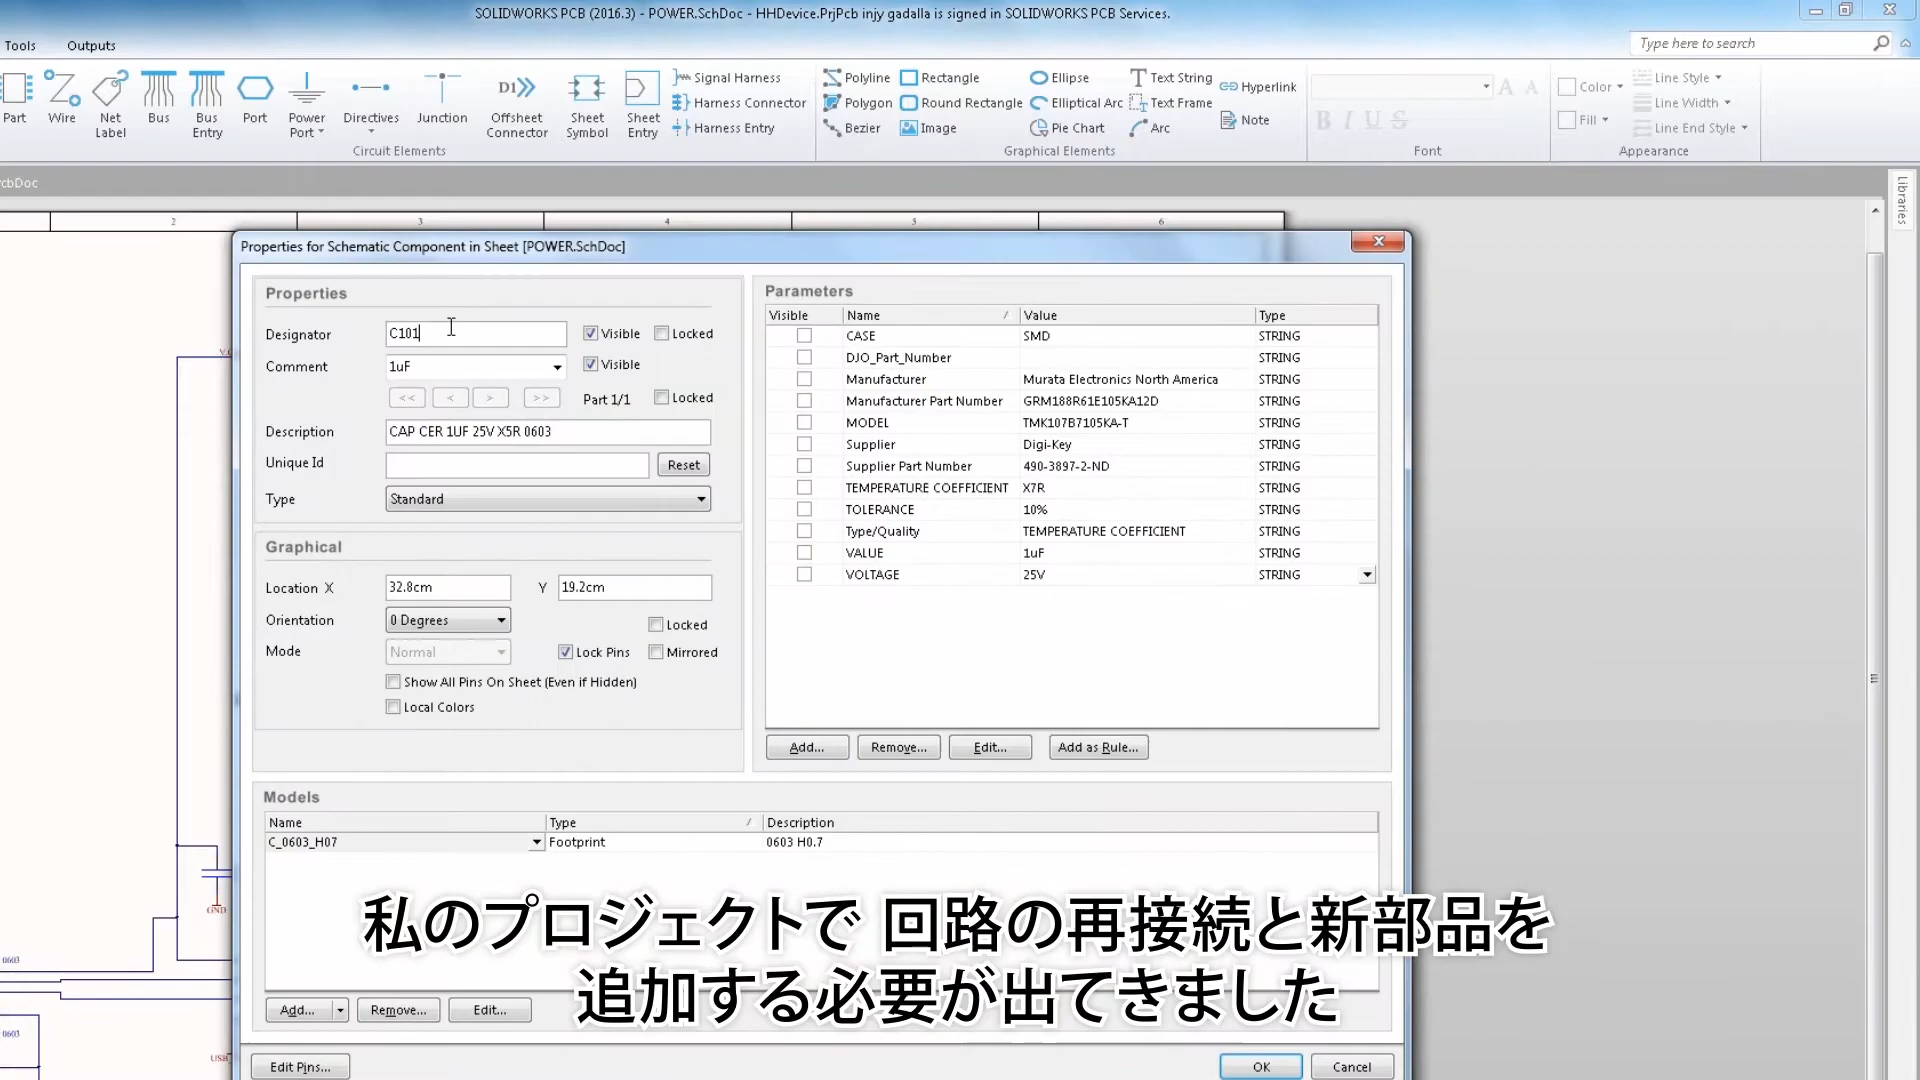 SOLIDWORKS PCB (2016.3) - POWER.SchDoc - HHDevice.PrjPcb injy gadalla is signed in SOLIDWORKS PCB Services.
Tools Outputs Type here to search
Part Wire Net Label Bus Bus Entry Port Power Port Directives Junction Offsheet Connector Sheet Symbol Sheet Entry
Signal Harness
Harness Connector
Harness Entry
Circuit Elements
Polyline Rectangle Ellipse Text String Hyperlink
Polygon Round Rectangle Elliptical Arc Text Frame
Bezier Image Pie Chart Arc Note
Graphical Elements
B I U S
Font
Color Line Style
Line Width
Fill Line End Style
Appearance
cbDoc
Libraries
2 3 4 5 6
Properties for Schematic Component in Sheet [POWER.SchDoc]
Properties
Designator C101 Visible Locked
Comment 1uF Visible
<< < > >> Part 1/1 Locked
Description CAP CER 1UF 25V X5R 0603
Unique Id Reset
Type Standard
Graphical
Location X 32.8cm Y 19.2cm
Orientation 0 Degrees Locked
Mode Normal Lock Pins Mirrored
Show All Pins On Sheet (Even if Hidden)
Local Colors
Parameters
Visible Name / Value Type
CASE SMD STRING
DJO_Part_Number STRING
Manufacturer Murata Electronics North America STRING
Manufacturer Part Number GRM188R61E105KA12D STRING
MODEL TMK107B7105KA-T STRING
Supplier Digi-Key STRING
Supplier Part Number 490-3897-2-ND STRING
TEMPERATURE COEFFICIENT X7R STRING
TOLERANCE 10% STRING
Type/Quality TEMPERATURE COEFFICIENT STRING
VALUE 1uF STRING
VOLTAGE 25V STRING
Add... Remove... Edit... Add as Rule...
Models
Name Type / Description
C_0603_H07 Footprint 0603 H0.7
Add... Remove... Edit...
Edit Pins... OK Cancel
GND
0603
0603
USB
私のプロジェクトで 回路の再接続と新部品を
追加する必要が出てきました